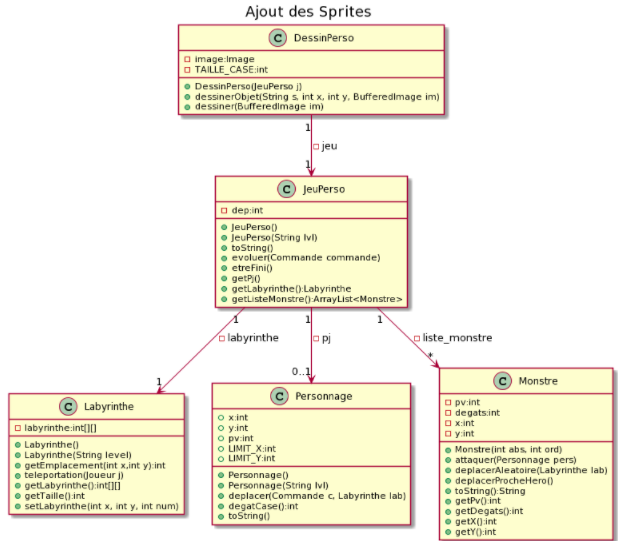 Ajout des Sprites
C DessinPerso
image:Image
TAILLE_CASE:int
DessinPerso(JeuPerso j)
dessinerObjet(String s, int x, int y, BufferedImage im)
dessiner(BufferedImage im)
1
jeu
1
C JeuPerso
dep:int
JeuPerso()
JeuPerso(String lvl)
toString()
evoluer(Commande commande)
etreFini()
getPj()
getLabyrinthe():Labyrinthe
getListeMonstre():ArrayList<Monstre>
1 1 1
labyrinthe pj liste_monstre
1 0..1 *
C Labyrinthe
labyrinthe:int[][]
Labyrinthe()
Labyrinthe(String level)
getEmplacement(int x,int y):int
teleportation(Joueur j)
getLabyrinthe():int[][]
getTaille():int
setLabyrinthe(int x, int y, int num)
C Personnage
x:int
y:int
pv:int
LIMIT_X:int
LIMIT_Y:int
Personnage()
Personnage(String lvl)
deplacer(Commande c, Labyrinthe lab)
degatCase():int
toString()
C Monstre
pv:int
degats:int
x:int
y:int
Monstre(int abs, int ord)
attaquer(Personnage pers)
deplacerAleatoire(Labyrinthe lab)
deplacerProcheHero()
toString():String
getPv():int
getDegats():int
getX():int
getY():int